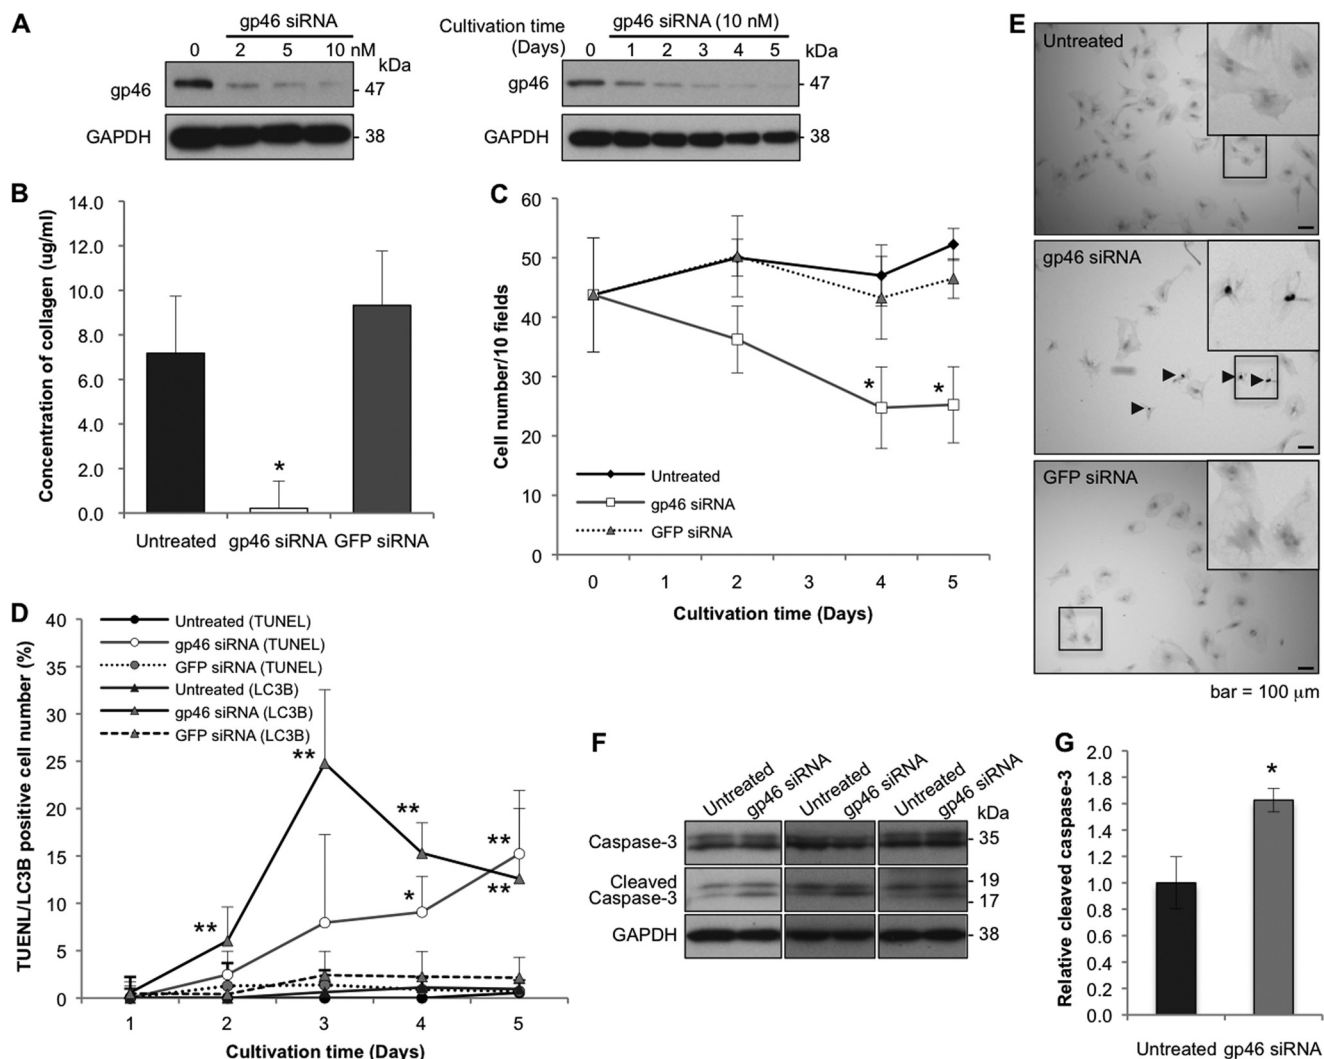 A
gp46 siRNA
0 2 5 10 nM
kDa
gp46
47
GAPDH
38
Cultivation time
(Days)
gp46 siRNA (10 nM)
0 1 2 3 4 5
kDa
gp46
47
GAPDH
38
B
Concentration of collagen (ug/ml)
14.0
12.0
10.0
8.0
6.0
4.0
2.0
0.0
*
Untreated gp46 siRNA GFP siRNA
C
Cell number/10 fields
60
50
40
30
20
10
0
* *
Untreated
gp46 siRNA
GFP siRNA
0 1 2 3 4 5
Cultivation time (Days)
D
TUENL/LC3B positive cell number (%)
40
35
30
25
20
15
10
5
0
Untreated (TUNEL)
gp46 siRNA (TUNEL)
GFP siRNA (TUNEL)
Untreated (LC3B)
gp46 siRNA (LC3B)
GFP siRNA (LC3B)
**
**
**
**
*
**
1 2 3 4 5
Cultivation time (Days)
E
Untreated
gp46 siRNA
GFP siRNA
bar = 100 µm
F
Untreated
gp46 siRNA
Untreated
gp46 siRNA
Untreated
gp46 siRNA
kDa
Caspase-3
35
Cleaved
Caspase-3
19
17
GAPDH
38
G
Relative cleaved caspase-3
2.0
1.8
1.6
1.4
1.2
1.0
0.8
0.6
0.4
0.2
0.0
*
Untreated gp46 siRNA